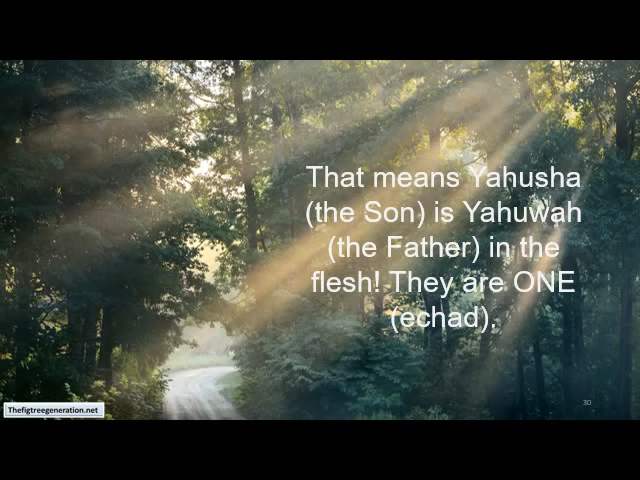 That means Yahusha
(the Son) is Yahuwah
(the Father) in the
flesh! They are ONE
(echad).
30
Thefigtreegeneration.net